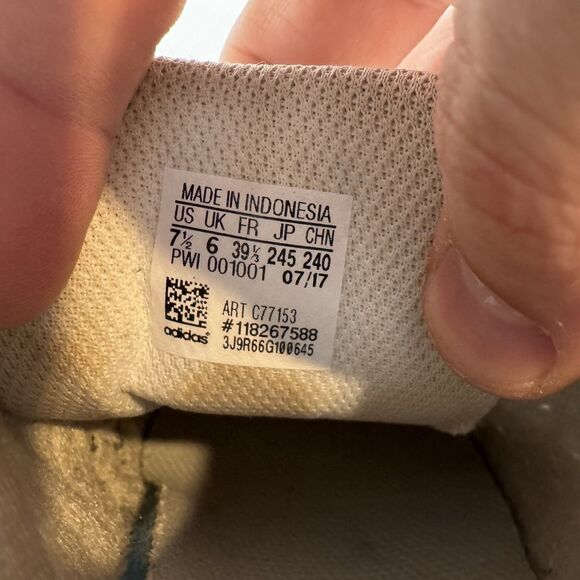 MADE IN INDONESIA
US UK FR JP CHN
7½ 6 39⅓ 245 240
PWI 001001 07/17
ART C77153
#118267588
adidas 3J9R66G100645